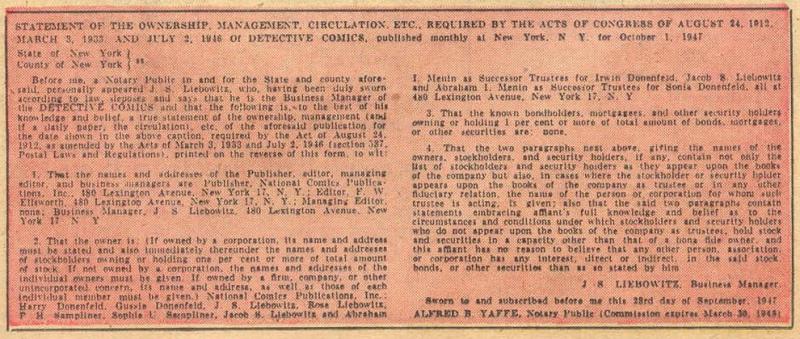 STATEMENT OF THE OWNERSHIP, MANAGEMENT, CIRCULATION, ETC., REQUIRED BY THE ACTS OF CONGRESS OF AUGUST 24, 1912,
MARCH 3, 1933 AND JULY 2, 1946 OF DETECTIVE COMICS, published monthly at New York, N Y. for October 1, 1947
State of New York }
County of New York } ss
Before me, a Notary Public in and for the State and county afore-
said, personally appeared J. S. Liebowitz, who, having been duly sworn
according to law, deposes and says that he is the Business Manager of
the DETECTIVE COMICS and that the following is, to the best of his
knowledge and belief, a true statement of the ownership, management (and
if a daily paper, the circulation), etc. of the aforesaid publication for
the date shown in the above caption, required by the Act of August 24,
1912, as amended by the Acts of March 3, 1933 and July 2, 1946 (section 537,
Postal Laws and Regulations), printed on the reverse of this form, to wit:
1. That the names and addresses of the Publisher, editor, managing
editor, and business managers are Publisher, National Comics Publica-
tions, Inc., 480 Lexington Avenue, New York 17, N. Y.; Editor, F. W
Ellsworth, 480 Lexington Avenue, New York 17, N. Y.; Managing Editor,
none; Business Manager, J S Liebowitz, 480 Lexington Avenue, New
York 17 N Y
2. That the owner is: (If owned by a corporation, its name and address
must be stated and also immediately thereunder the names and addresses
of stockholders owning or holding one per cent or more of total amount
of stock. If not owned by a corporation, the names and addresses of the
individual owners must be given. If owned by a firm, company, or other
unincorporated concern, its name and address, as well as those of each
individual member must be given.) National Comics Publications, Inc.;
Harry Donenfeld, Gussie Donenfeld, J. S. Liebowitz, Rose Liebowitz,
P H Sampliner, Sophie U Sampliner, Jacob S. Liebowitz and Abraham
I. Menin as Successor Trustees for Irwin Donenfeld, Jacob S. Liebowitz
and Abraham I. Menin as Successor Trustees for Sonia Donenfeld, all at
480 Lexington Avenue, New York 17, N. Y
3. That the known bondholders, mortgagees, and other security holders
owning or holding 1 per cent or more of total amount of bonds, mortgages,
or other securities are: none.
4. That the two paragraphs next above, giving the names of the
owners, stockholders, and security holders, if any, contain not only the
list of stockholders and security holders as they appear upon the books
of the company but also, in cases where the stockholder or security holder
appears upon the books of the company as trustee or in any other
fiduciary relation, the name of the person or corporation for whom such
trustee is acting, is given; also that the said two paragraphs contain
statements embracing affiant's full knowledge and belief as to the
circumstances and conditions under which stockholders and security holders
who do not appear upon the books of the company as trustees, hold stock
and securities in a capacity other than that of a bona fide owner, and
this affiant has no reason to believe that any other person, association,
or corporation has any interest, direct or indirect, in the said stock,
bonds, or other securities than as so stated by him
J S LIEBOWITZ, Business Manager.
Sworn to and subscribed before me this 23rd day of September, 1947
ALFRED B. YAFFE, Notary Public (Commission expires March 30, 1948)